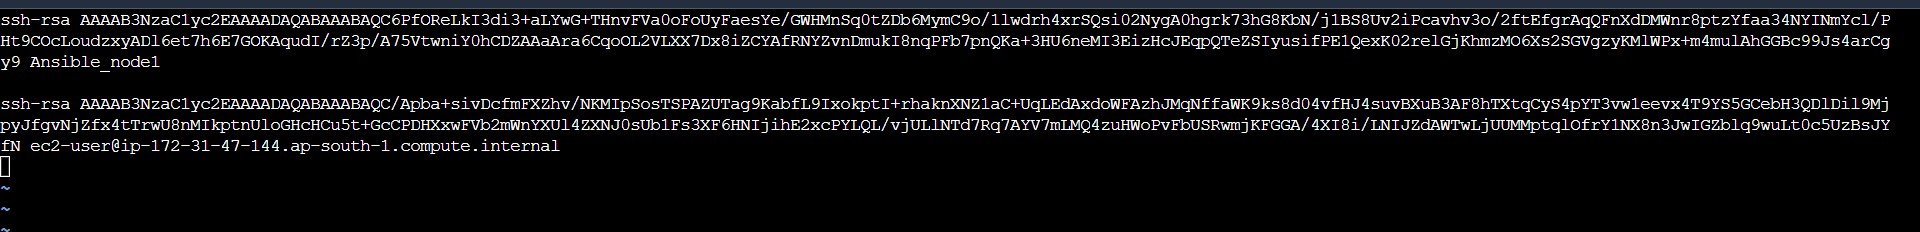 ssh-rsa AAAAB3NzaC1yc2EAAAADAQABAAABAQC6PfOReLkI3di3+aLYwG+THnvFVa0oFoUyFaesYe/GWHMnSq0tZDb6MymC9o/1lwdrh4xrSQsi02NygA0hgrk73hG8KbN/j1BS8Uv2iPcavhv3o/2ftEfgrAqQFnXdDMWnr8ptzYfaa34NYINmYcl/P
Ht9COcLoudzxyADl6et7h6E7GOKAqudI/rZ3p/A75VtwniY0hCDZAAaAra6CqoOL2VLXX7Dx8iZCYAfRNYZvnDmukI8nqPFb7pnQKa+3HU6neMI3EizHcJEqpQTeZSIyusifPE1QexK02relGjKhmzMO6Xs2SGVgzyKMlWPx+m4mulAhGGBc99Js4arCg
y9 Ansible_node1
ssh-rsa AAAAB3NzaC1yc2EAAAADAQABAAABAQC/Apba+sivDcfmFXZhv/NKMIpSosTSPAZUTag9KabfL9IxokptI+rhaknXNZ1aC+UqLEdAxdoWFAzhJMqNffaWK9ks8d04vfHJ4suvBXuB3AF8hTXtqCyS4pYT3vw1eevx4T9YS5GCebH3QDlDil9Mj
pyJfgvNjZfx4tTrwU8nMIkptnUloGHcHCu5t+GcCPDHXxwFVb2mWnYXUl4ZXNJ0sUb1Fs3XF6HNIjihE2xcPYLQL/vjULlNTd7Rq7AYV7mLMQ4zuHWoPvFbUSRwmjKFGGA/4XI8i/LNIJZdAWTwLjUUMMptqlOfrY1NX8n3JwIGZblq9wuLt0c5UzBsJY
fN ec2-user@ip-172-31-47-144.ap-south-1.compute.internal
~
~
~